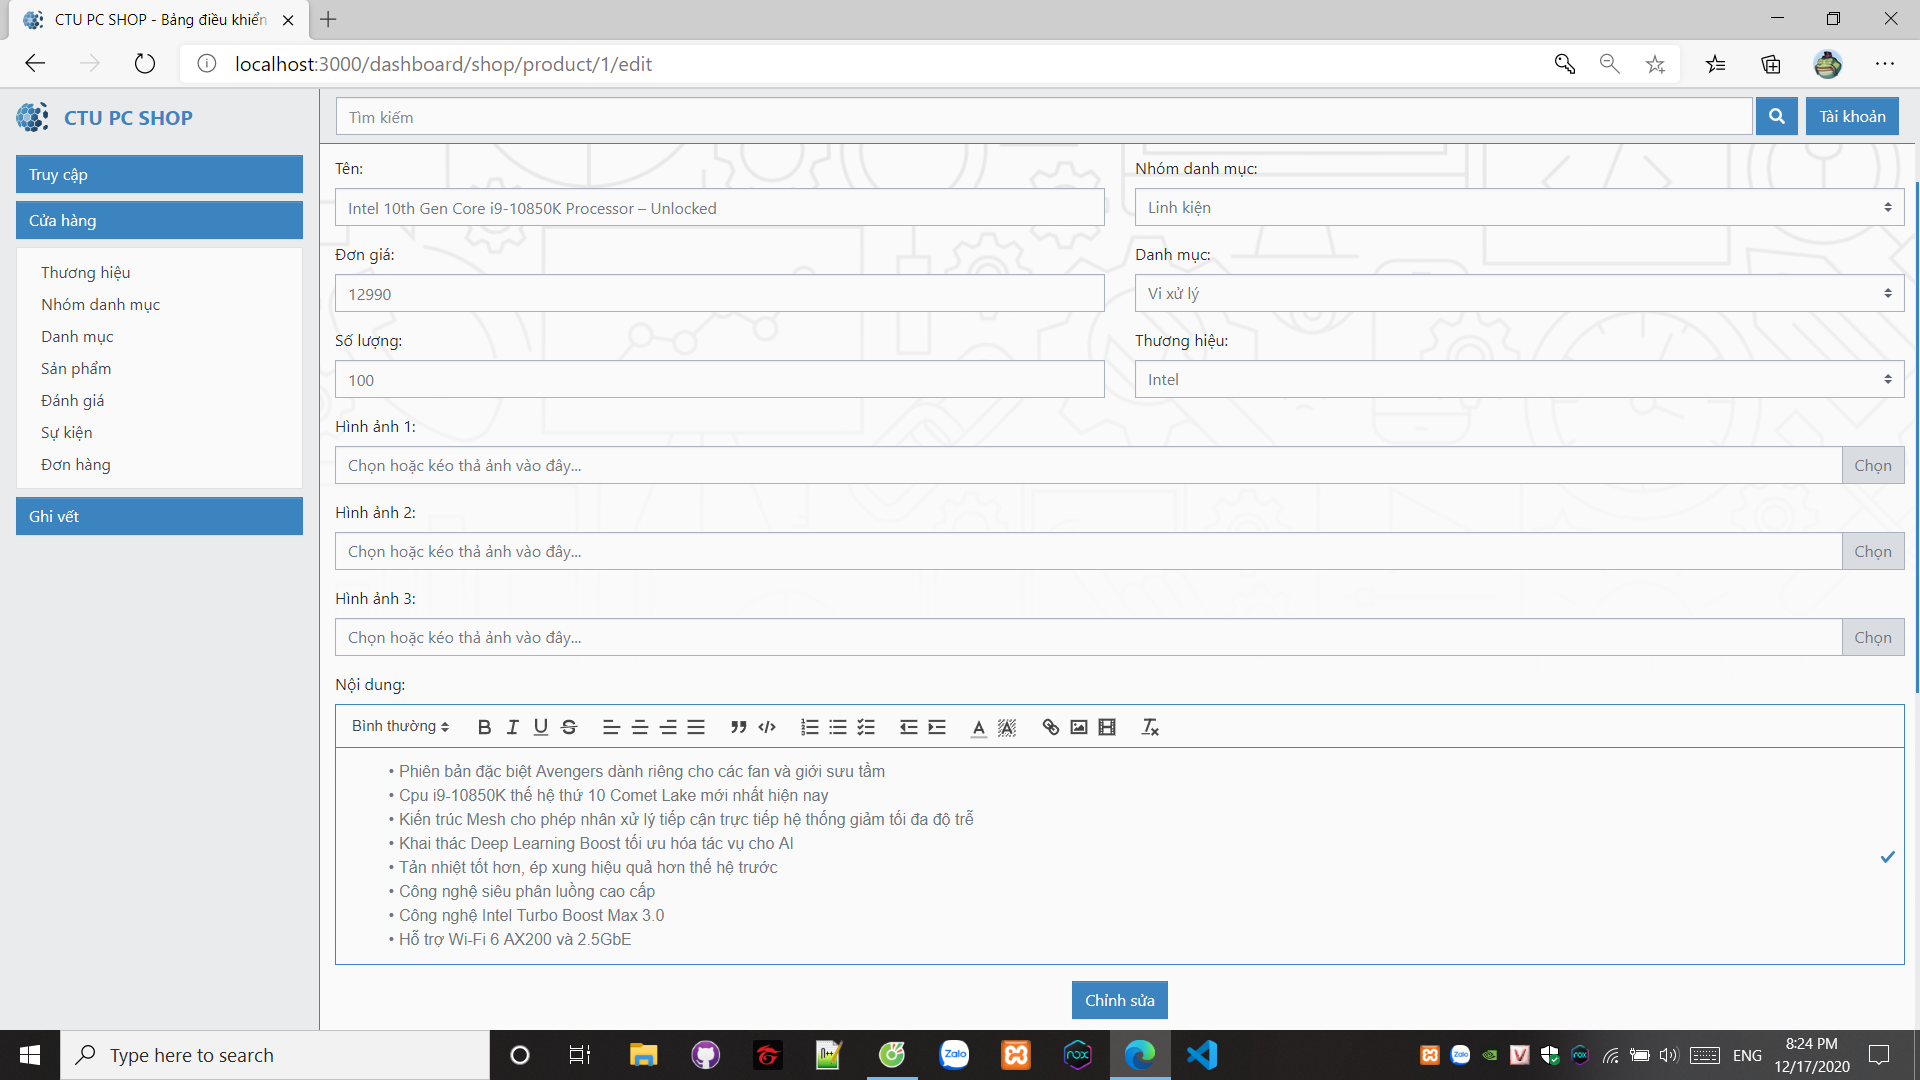 CTU PC SHOP - Bảng điều khiển
localhost:3000/dashboard/shop/product/1/edit
CTU PC SHOP
Tìm kiếm
Tài khoản
Truy cập
Cửa hàng
Thương hiệu
Nhóm danh mục
Danh mục
Sản phẩm
Đánh giá
Sự kiện
Đơn hàng
Ghi vết
Tên:
Intel 10th Gen Core i9-10850K Processor – Unlocked
Nhóm danh mục:
Linh kiện
Đơn giá:
12990
Danh mục:
Vi xử lý
Số lượng:
100
Thương hiệu:
Intel
Hình ảnh 1:
Chọn hoặc kéo thả ảnh vào đây...
Chọn
Hình ảnh 2:
Chọn hoặc kéo thả ảnh vào đây...
Chọn
Hình ảnh 3:
Chọn hoặc kéo thả ảnh vào đây...
Chọn
Nội dung:
Bình thường
• Phiên bản đặc biệt Avengers dành riêng cho các fan và giới sưu tầm
• Cpu i9-10850K thế hệ thứ 10 Comet Lake mới nhất hiện nay
• Kiến trúc Mesh cho phép nhân xử lý tiếp cận trực tiếp hệ thống giảm tối đa độ trễ
• Khai thác Deep Learning Boost tối ưu hóa tác vụ cho AI
• Tản nhiệt tốt hơn, ép xung hiệu quả hơn thế hệ trước
• Công nghệ siêu phân luồng cao cấp
• Công nghệ Intel Turbo Boost Max 3.0
• Hỗ trợ Wi-Fi 6 AX200 và 2.5GbE
Chỉnh sửa
Type here to search
Zalo
nox
ENG
8:24 PM
12/17/2020